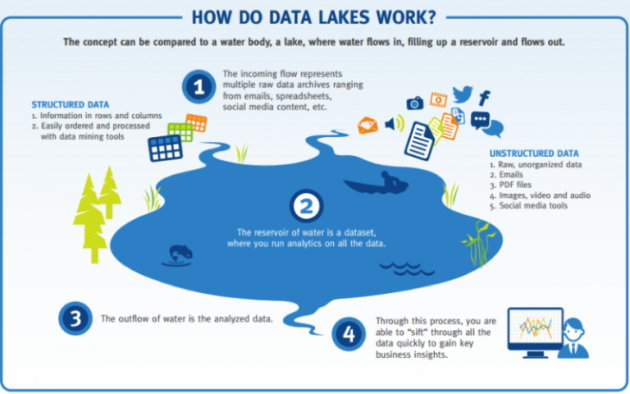 HOW DO DATA LAKES WORK?
The concept can be compared to a water body, a lake, where water flows in, filling up a reservoir and flows out.
1
The incoming flow represents
multiple raw data archives ranging
from emails, spreadsheets,
social media content, etc.
STRUCTURED DATA
1. Information in rows and columns
2. Easily ordered and processed
with data mining tools
UNSTRUCTURED DATA
1. Raw, unorganized data
2. Emails
3. PDF files
4. Images, video and audio
5. Social media tools
2
The reservoir of water is a dataset,
where you run analytics on all the data.
3
The outflow of water is the analyzed data.
4
Through this process, you are
able to "sift" through all the
data quickly to gain key
business insights.